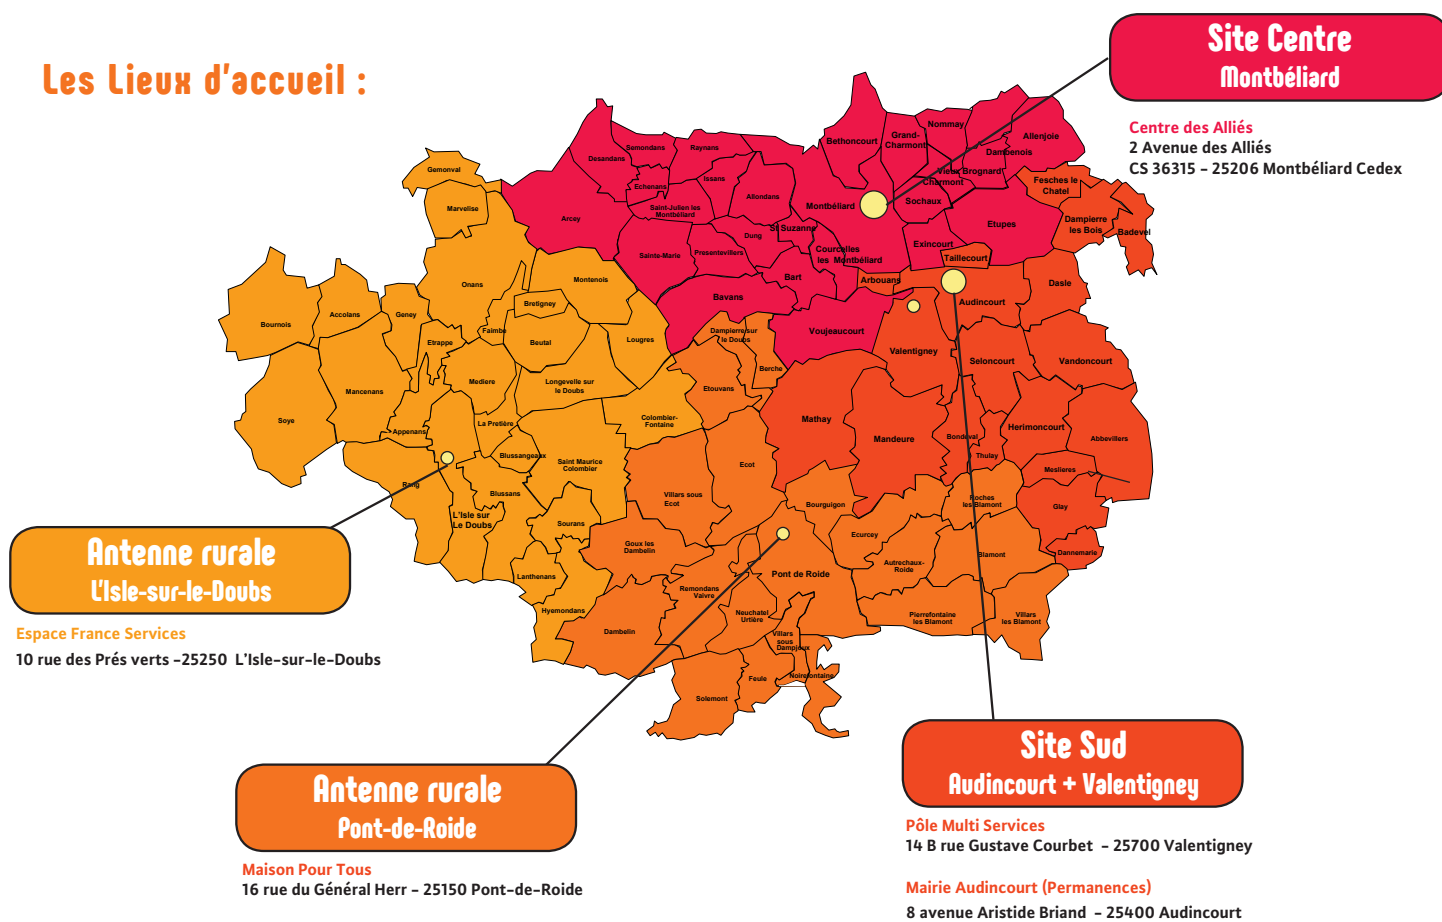 Les Lieux d'accueil :
Site Centre
Montbéliard
Centre des Alliés
2 Avenue des Alliés
CS 36315 - 25206 Montbéliard Cedex
Gemonval
Marvelise
Onans
Bournois
Accolans
Geney
Etrappe
Faimbe
Bretigney
Montenois
Beutal
Lougres
Soye
Mancenans
Mediere
Longevelle sur
le Doubs
Appenans
La Pretière
Colombier-
Fontaine
Blussangeaux
Saint Maurice
Colombier
Rang
Blussans
L'Isle sur
Le Doubs
Sourans
Lanthenans
Hyemondans
Desandans
Semondans
Raynans
Echenans
Issans
Arcey
Saint-Julien les
Montbéliard
Allondans
Sainte-Marie
Presentevillers
Dung
St Suzanne
Bavans
Bart
Courcelles
les Montbéliard
Montbéliard
Bethoncourt
Grand-
Charmont
Nommay
Dambenois
Allenjoie
Vieux
Charmont
Brognard
Sochaux
Exincourt
Etupes
Voujeaucourt
Fesches le
Chatel
Dampierre
les Bois
Badevel
Taillecourt
Arbouans
Audincourt
Dasle
Valentigney
Seloncourt
Vandoncourt
Mathay
Mandeure
Bondeval
Thulay
Herimoncourt
Abbevillers
Meslieres
Glay
Dannemarie
Dampierre sur
le Doubs
Berche
Etouvans
Ecot
Villars sous
Ecot
Bourguignon
Roches
les Blamont
Goux les
Dambelin
Ecurcey
Autrechaux-
Roide
Blamont
Pont de Roide
Remondans
Vaivre
Neuchatel
Urtière
Pierrefontaine
les Blamont
Villars
les Blamont
Dambelin
Villars
sous
Dampjoux
Feule
Noirefontaine
Solemont
Antenne rurale
L'Isle-sur-le-Doubs
Espace France Services
10 rue des Prés verts -25250 L'Isle-sur-le-Doubs
Antenne rurale
Pont-de-Roide
Maison Pour Tous
16 rue du Général Herr - 25150 Pont-de-Roide
Site Sud
Audincourt + Valentigney
Pôle Multi Services
14 B rue Gustave Courbet - 25700 Valentigney
Mairie Audincourt (Permanences)
8 avenue Aristide Briand - 25400 Audincourt